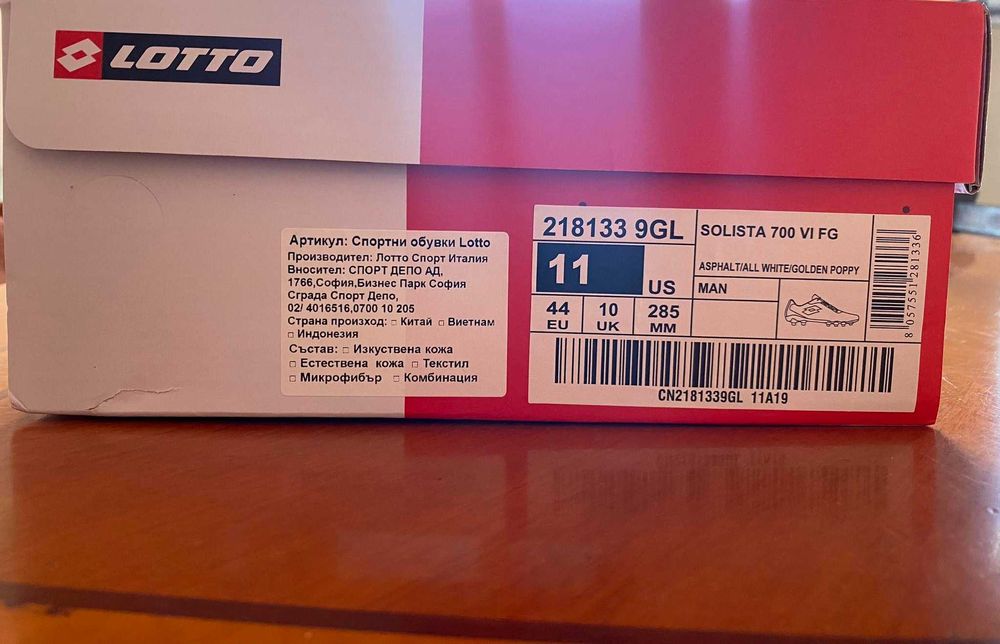 LOTTO
Артикул: Спортни обувки Lotto
Производител: Лотто Спорт Италия
Вносител: СПОРТ ДЕПО АД,
1766,София,Бизнес Парк София
Сграда Спорт Депо,
02/ 4016516,0700 10 205
Страна произход: □ Китай □ Виетнам
□ Индонезия
Състав: □ Изкуствена кожа
□ Естествена кожа □ Текстил
□ Микрофибър □ Комбинация
218133 9GL
SOLISTA 700 VI FG
11 US
ASPHALT/ALL WHITE/GOLDEN POPPY
MAN
44 EU
10 UK
285 MM
8 057551 281336
CN2181339GL 11A19